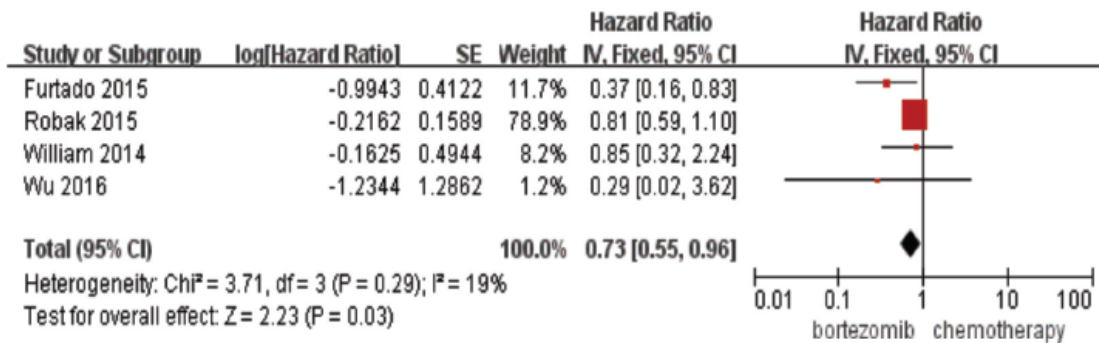 Hazard Ratio Hazard Ratio
Study or Subgroup log[Hazard Ratio] SE Weight IV, Fixed, 95% CI IV, Fixed, 95% CI
Furtado 2015 -0.9943 0.4122 11.7% 0.37 [0.16, 0.83]
Robak 2015 -0.2162 0.1589 78.9% 0.81 [0.59, 1.10]
William 2014 -0.1625 0.4944 8.2% 0.85 [0.32, 2.24]
Wu 2016 -1.2344 1.2862 1.2% 0.29 [0.02, 3.62]
Total (95% CI) 100.0% 0.73 [0.55, 0.96]
Heterogeneity: Chi² = 3.71, df = 3 (P = 0.29); I² = 19%
Test for overall effect: Z = 2.23 (P = 0.03)
0.01 0.1 1 10 100
bortezomib chemotherapy